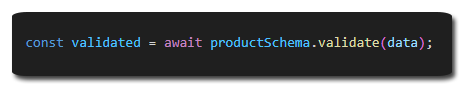 const validated = await productSchema.validate(data);